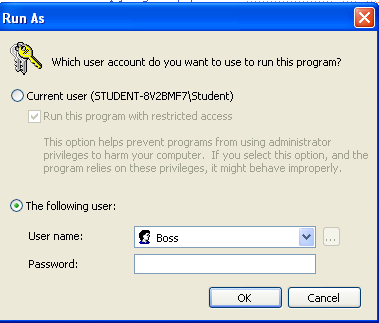 Run As
Which user account do you want to use to run this program?
Current user (STUDENT-8V2BMF7\Student)
Run this program with restricted access
This option helps prevent programs from using administrator
privileges to harm your computer. If you select this option, and the
program relies on these privileges, it might behave improperly.
The following user:
User name:
Boss
...
Password:
OK
Cancel